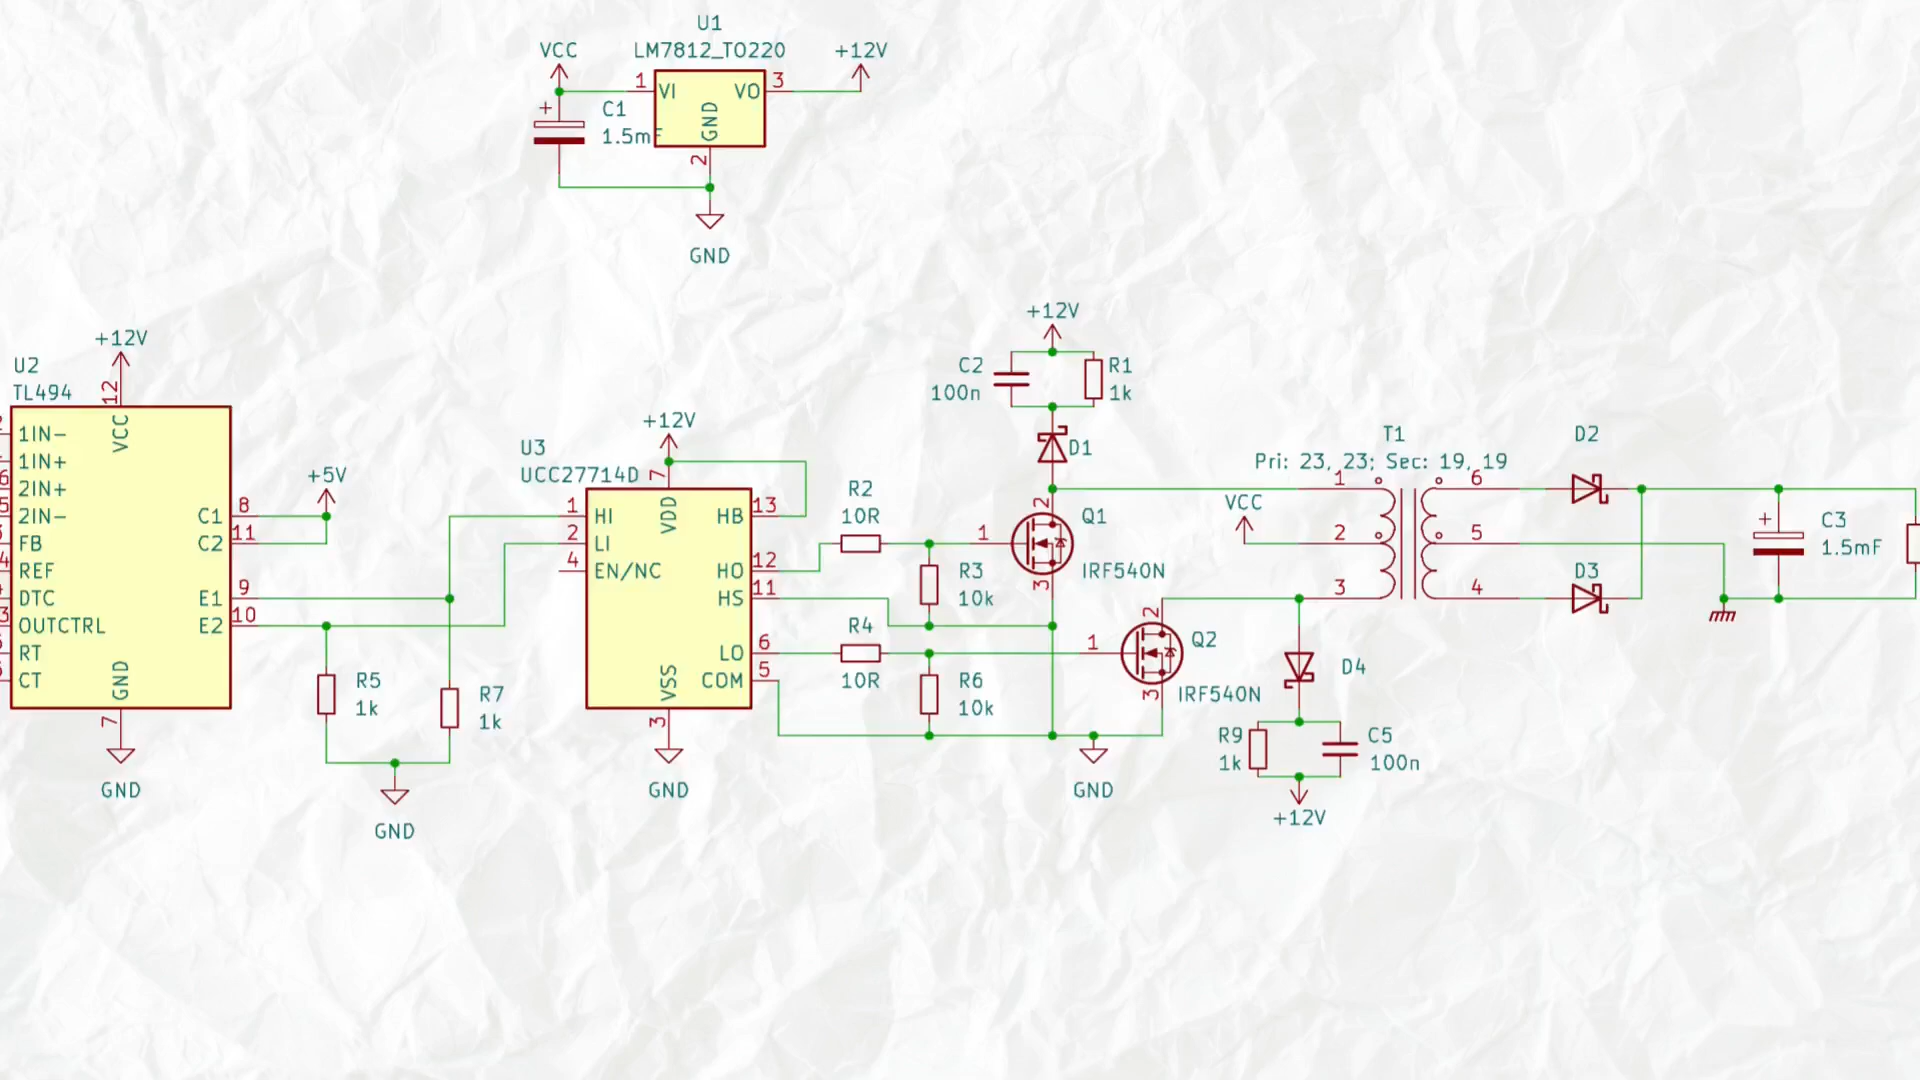 U1
LM7812_TO220
VCC
+12V
1
VI
VO
3
GND
2
+
C1
1.5mF
GND
U2
TL494
+12V
12
VCC
1IN-
1IN+
2IN+
2IN-
FB
REF
DTC
OUTCTRL
RT
CT
C1
8
C2
11
E1
9
E2
10
GND
7
GND
+5V
R5
1k
R7
1k
GND
U3
UCC27714D
+12V
7
VDD
1
HI
2
LI
4
EN/NC
HB
13
HO
12
HS
11
LO
6
COM
5
VSS
3
GND
R2
10R
R3
10k
R4
10R
R6
10k
+12V
C2
100n
R1
1k
D1
2
1
Q1
IRF540N
3
2
1
Q2
IRF540N
3
GND
VCC
T1
Pri: 23, 23; Sec: 19, 19
1
2
3
6
5
4
D4
R9
1k
C5
100n
+12V
D2
D3
+
C3
1.5mF